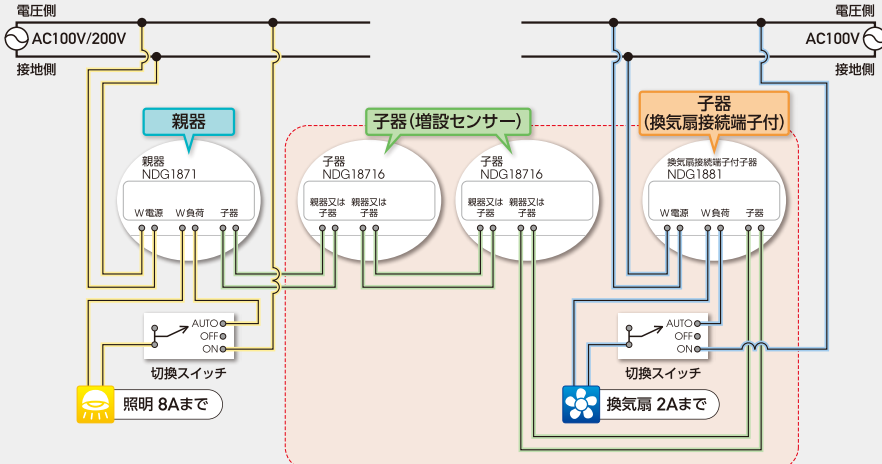 電圧側
AC100V/200V
接地側
電圧側
AC100V
接地側
親器
子器(増設センサー)
子器
(換気扇接続端子付)
親器
NDG1871
W電源 W負荷 子器
子器
NDG18716
親器又は 親器又は
子器 子器
子器
NDG18716
親器又は 親器又は
子器 子器
換気扇接続端子付子器
NDG1881
W電源 W負荷 子器
AUTO
OFF
ON
切換スイッチ
照明 8Aまで
AUTO
OFF
ON
切換スイッチ
換気扇 2Aまで